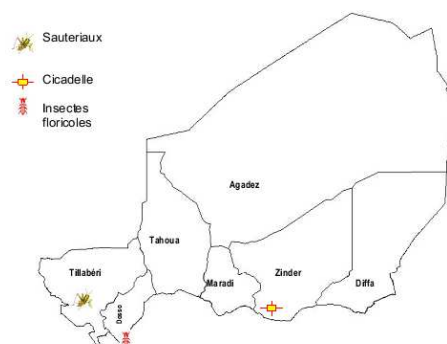 Sauteriaux
Cicadelle
Insectes
floricoles
Agadez
Tahoua
Tillabéri
Dosso
Maradi
Zinder
Diffa